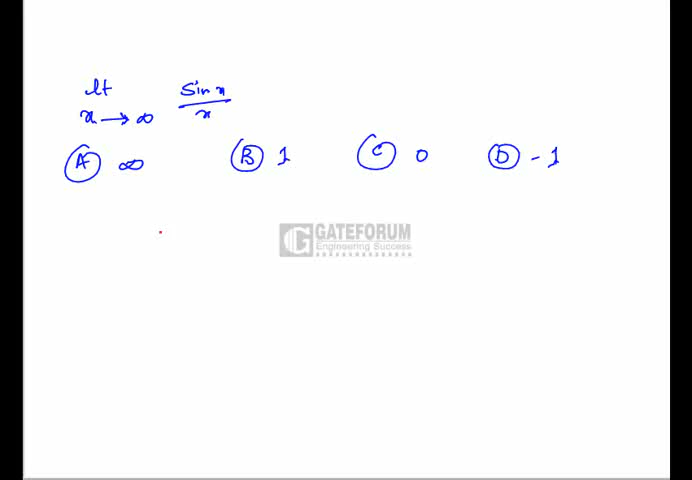 lt sin x
x → ∞ x
(A) ∞ (B) 1 (C) 0 (D) -1
GATEFORUM
Engineering Success